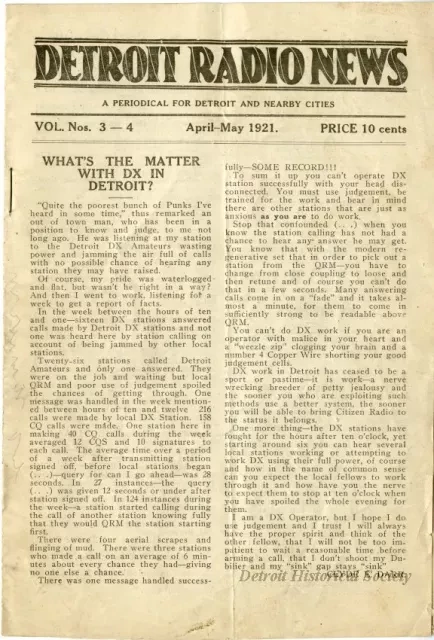 DETROIT RADIO NEWS
A PERIODICAL FOR DETROIT AND NEARBY CITIES
VOL. Nos. 3 — 4 April-May 1921. PRICE 10 cents
WHAT'S THE MATTER
WITH DX IN
DETROIT?
"Quite the poorest bunch of Punks I've
heard in some time," thus remarked an
out of town man, who has been in a
position to know and judge, to me not
long ago. He was listening at my station
to the Detroit DX Amateurs wasting
power and jamming the air full of calls
with no possible chance of hearing any
station they may have raised.
Of course, my pride was waterlogged
and flat, but wasn't he right in a way?
And then I went to work, listening for a
week to get a report of facts.
In the week between the hours of ten
and one—sixteen DX stations answered
calls made by Detroit DX stations and not
one was heard here by station calling on
account of being jammed by other local
stations.
Twenty-six stations called Detroit
Amateurs and only one answered. They
were on the job and waiting but local
QRM and poor use of judgement spoiled
the chances of getting through. One
message was handled in the week mention-
ed between hours of ten and twelve 216
calls were made by local DX Station. 158
CQ calls were made. One station here in
making 40 CQ calls during the week
averaged 12 CQS and 10 signatures to
each call. The average time over a period
of a week after transmitting station
signed off before local stations began
(.. .)—query for can I go ahead—was 28
seconds. In 27 instances—the query
(.. .) was given 12 seconds or under after
station signed off. In 124 instances during
the week—a station started calling during
the call of another station knowing fully
that they would QRM the station starting
first.
There were four aerial scrapes and
flinging of mud. There were three stations
who made a call on an average of 6 min-
utes about every chance they had—giving
no one else a chance.
There was one message handled success-
fully—SOME RECORD!!!
To sum it up you can't operate DX
station successfully with your head dis-
connected. You must use judgement, be
trained for the work and bear in mind
there are other stations that are just as
anxious as you are to do work.
Stop that confounded (.. .) when you
know the station calling has not had a
chance to hear any answer he may get.
You know that with the modern re-
generative set that in order to pick out a
station from the QRM—you have to
change from close coupling to loose and
then retune and of course you can't do
that in a few seconds. Many answering
calls come in on a "fade" and it takes al-
most a minute, for them to come in
sufficiently strong to be readable above
QRM.
You can't do DX work if you are an
operator with malice in your heart and
a "weezie zip" clogging your brain and a
number 4 Copper Wire shorting your good
judgement cells.
DX work in Detroit has ceased to be a
sport or pastime—it is work—a nerve
wrecking breeder of petty jealousy and
the sooner you who are exploiting such
methods use a better system, the sooner
you will be able to bring Citizen Radio to
the status it belongs.
One more thing—the DX stations have
fought for the hours after ten o'clock, yet
starting around six you can hear several
local stations working or attempting to
work DX using their full power, of course
and how in the name of common sense
can you expect the local fellows to work
through it and how have you the nerve
to expect them to stop at ten o'clock when
you have spoiled the whole evening for
them.
I am a DX Operator, but I hope I do
use judgement and I trust I will always
have the proper spirit and think of the
other fellow, that I will not be too im-
patient to wait a reasonable time before
arming a call, that I don't shoot my Du-
bilier and my "sink" gap stays "sink"
Detroit Historical Society